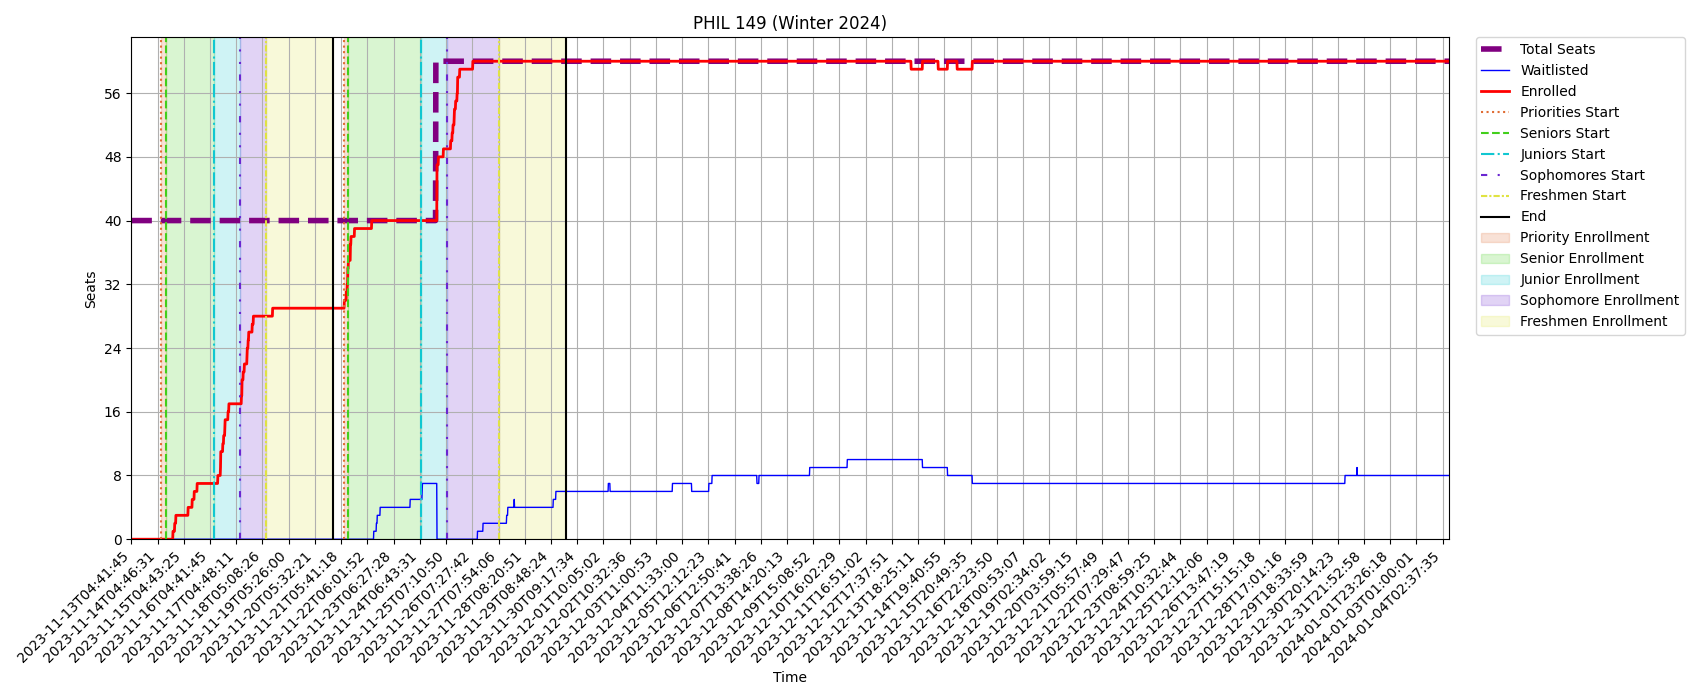 PHIL 149 (Winter 2024)
Total Seats
Waitlisted
Enrolled
Priorities Start
Seniors Start
Juniors Start
Sophomores Start
Freshmen Start
End
Priority Enrollment
Senior Enrollment
Junior Enrollment
Sophomore Enrollment
Freshmen Enrollment
Seats
56
48
40
32
24
16
8
0
2023-11-13T04:41:45
2023-11-14T04:46:31
2023-11-15T04:43:25
2023-11-16T04:41:45
2023-11-17T04:48:11
2023-11-18T05:08:26
2023-11-19T05:26:00
2023-11-20T05:32:21
2023-11-21T05:41:18
2023-11-22T06:01:52
2023-11-23T06:27:28
2023-11-24T06:43:31
2023-11-25T07:10:50
2023-11-26T07:27:42
2023-11-27T07:54:06
2023-11-28T08:20:51
2023-11-29T08:48:24
2023-11-30T09:17:34
2023-12-01T10:05:02
2023-12-02T10:32:36
2023-12-03T11:00:53
2023-12-04T11:33:00
2023-12-05T12:12:23
2023-12-06T12:50:41
2023-12-07T13:38:26
2023-12-08T14:20:13
2023-12-09T15:08:52
2023-12-10T16:02:29
2023-12-11T16:51:02
2023-12-12T17:37:51
2023-12-13T18:25:11
2023-12-14T19:40:55
2023-12-15T20:49:35
2023-12-16T22:23:50
2023-12-18T00:53:07
2023-12-19T02:34:02
2023-12-20T03:59:15
2023-12-21T05:57:49
2023-12-22T07:29:47
2023-12-23T08:59:25
2023-12-24T10:32:44
2023-12-25T12:12:06
2023-12-26T13:47:19
2023-12-27T15:15:18
2023-12-28T17:01:16
2023-12-29T18:33:59
2023-12-30T20:14:23
2023-12-31T21:52:58
2024-01-01T23:26:18
2024-01-03T01:00:01
2024-01-04T02:37:35
Time